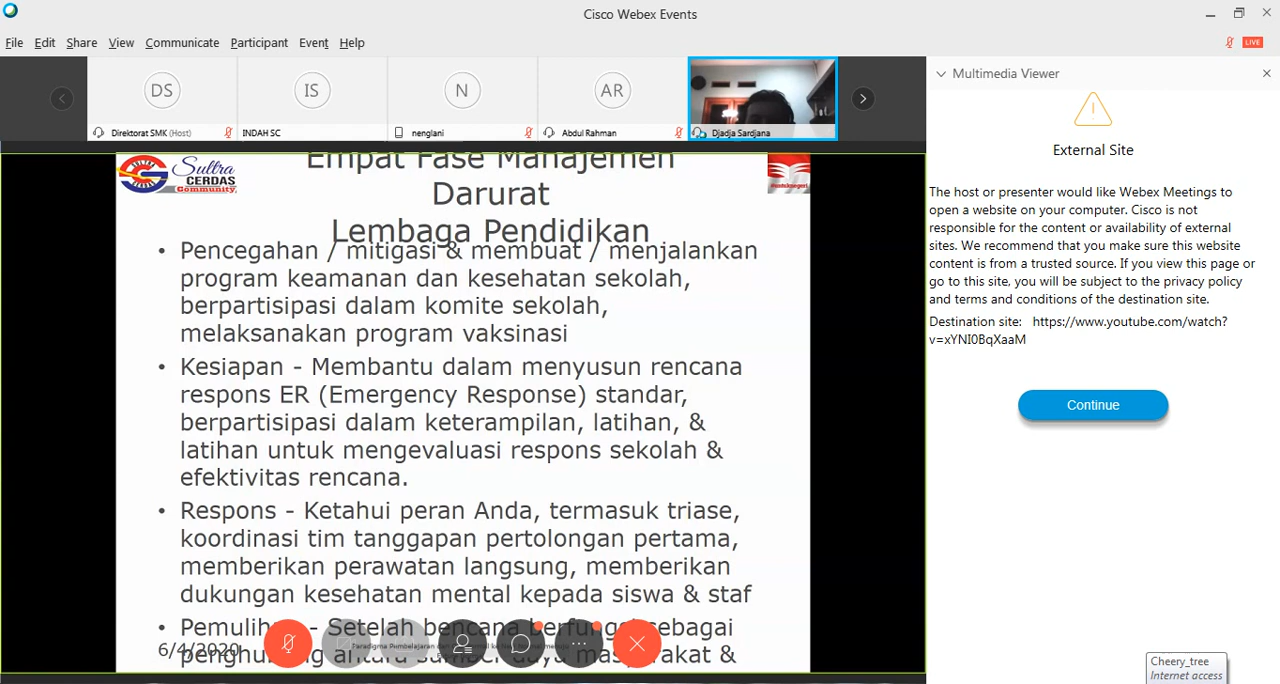 Cisco Webex Events
File Edit Share View Communicate Participant Event Help
LIVE
DS
IS
N
AR
Direktorat SMK (Host)
INDAH SC
nenglani
Abdul Rahman
Djadja Sardjana
Multimedia Viewer
External Site
The host or presenter would like Webex Meetings to
open a website on your computer. Cisco is not
responsible for the content or availability of external
sites. We recommend that you make sure this website
content is from a trusted source. If you view this page or
go to this site, you will be subject to the privacy policy
and terms and conditions of the destination site.
Destination site: https://www.youtube.com/watch?
v=xYNI0BqXaaM
Continue
Sultra
CERDAS
Community
Empat Fase Manajemen
Darurat
Lembaga Pendidikan
• Pencegahan / mitigasi & membuat / menjalankan
program keamanan dan kesehatan sekolah,
berpartisipasi dalam komite sekolah,
melaksanakan program vaksinasi
• Kesiapan - Membantu dalam menyusun rencana
respons ER (Emergency Response) standar,
berpartisipasi dalam keterampilan, latihan, &
latihan untuk mengevaluasi respons sekolah &
efektivitas rencana.
• Respons - Ketahui peran Anda, termasuk triase,
koordinasi tim tanggapan pertolongan pertama,
memberikan perawatan langsung, memberikan
dukungan kesehatan mental kepada siswa & staf
• - Setelah bencana sebagai
antara sumber daya &
6/4/2020
Paradigma Pembelajaran
Cheery_tree
Internet access